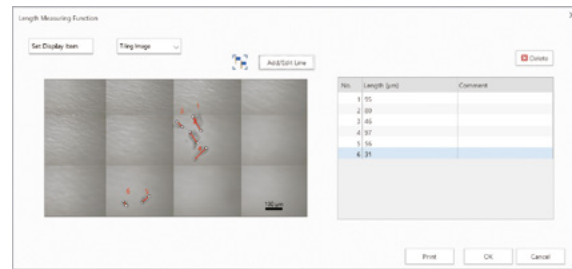 Length Measuring Function
Set Display Item
Tiling Image
Add/Edit Line
Delete
No. Length [μm] Comment
1 55
2 89
3 46
4 97
5 56
6 31
100 μm
Print OK Cancel